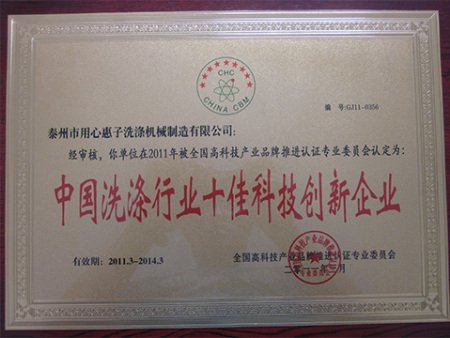 CHC
CHINA CBM
编 号: GJ11-0356
泰州市用心惠子洗涤机械制造有限公司:
经审核, 你单位在2011年被全国高科技产业品牌推进认证专业委员会认定为:
中国洗涤行业十佳科技创新企业
有效期: 2011.3-2014.3
全国高科技产业品牌推进认证专业委员会
二零 年 月